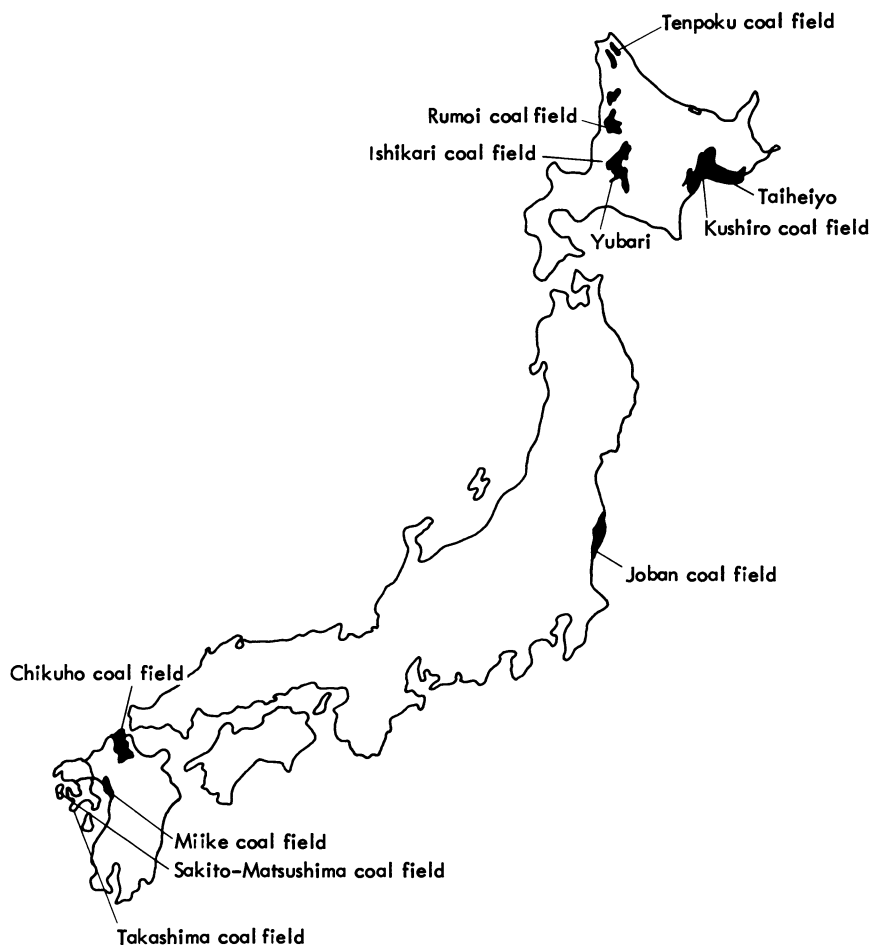 Tenpoku coal field
Rumoi coal field
Ishikari coal field
Taiheiyo
Kushiro coal field
Yubari
Joban coal field
Chikuho coal field
Miike coal field
Sakito-Matsushima coal field
Takashima coal field